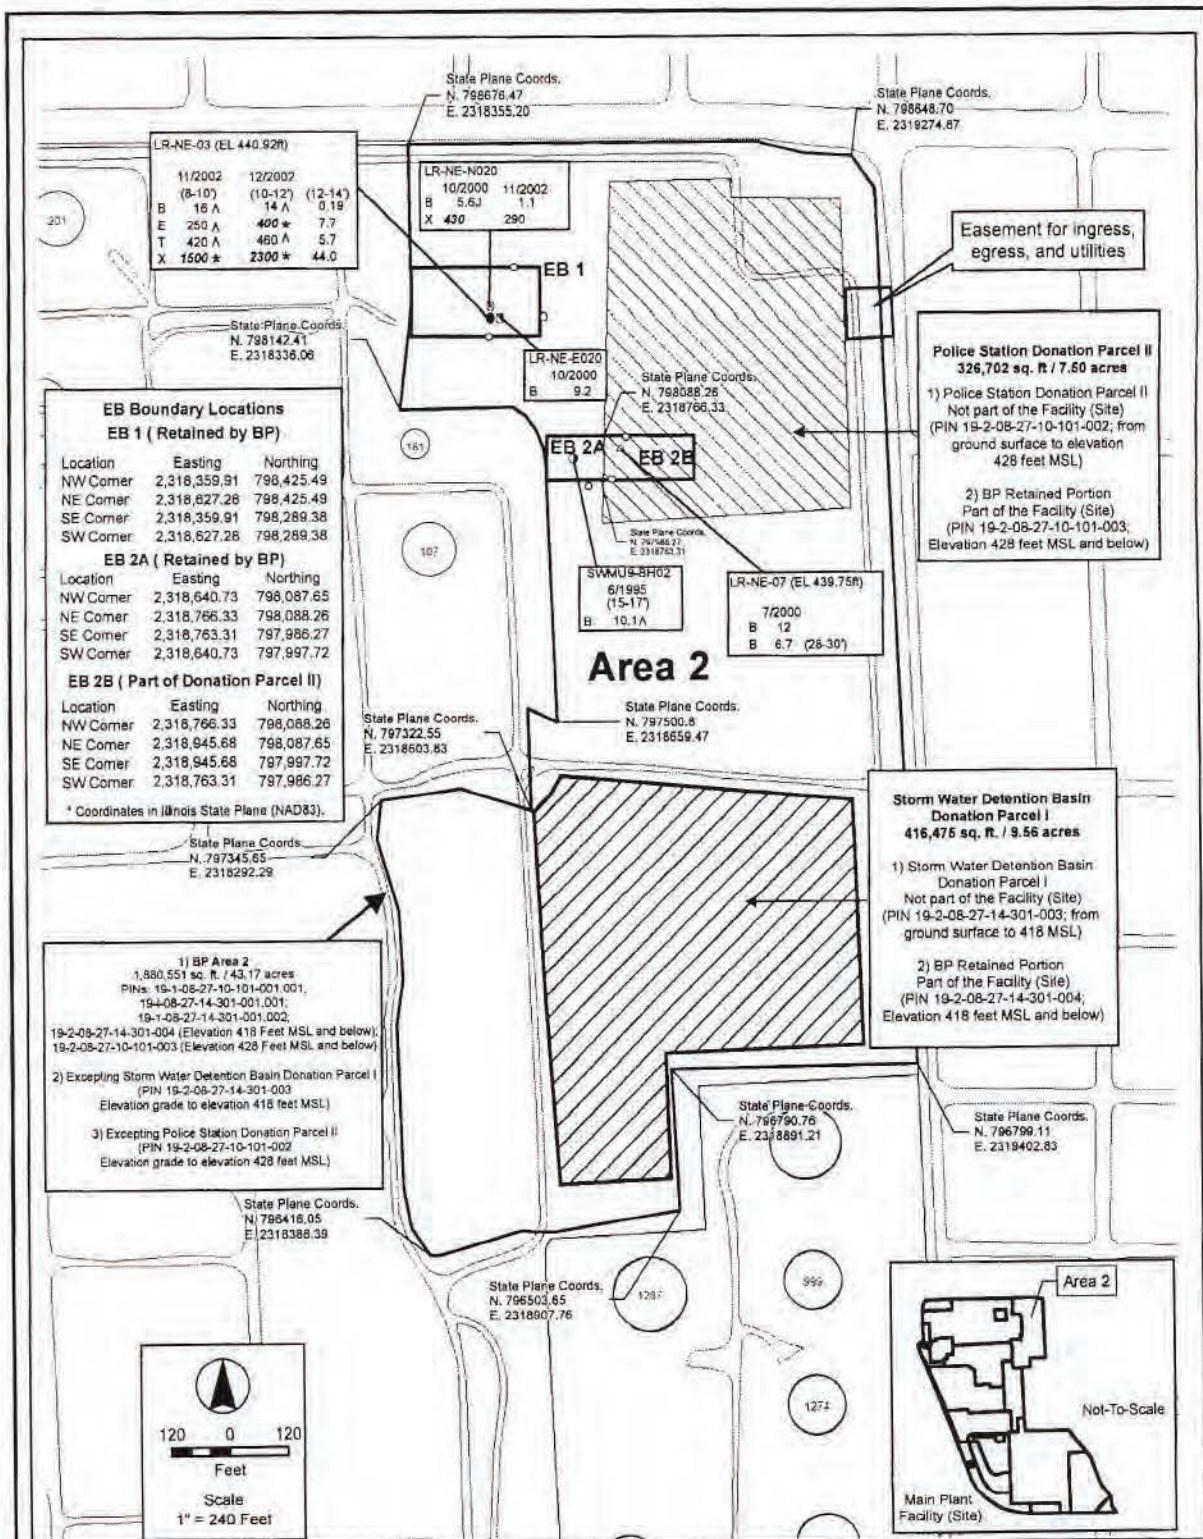 State Plane Coords.
N. 798676.47
E. 2318355.20
State Plane Coords.
N. 798648.70
E. 2319274.87
LR-NE-03 (EL 440.92ft)
11/2002 12/2002
(8-10') (10-12') (12-14')
B 16 ʌ 14 ʌ 0.19
E 250 ʌ 400 * 7.7
T 420 ʌ 460 ʌ 5.7
X 1500 * 2300 * 44.0
LR-NE-N020
10/2000 11/2002
B 5.6J 1.1
X 430 290
201
Easement for ingress,
egress, and utilities
EB 1
State Plane Coords.
N. 798142.41
E. 2318336.06
LR-NE-E020
10/2000
B 9.2
State Plane Coords.
N. 798088.26
E. 2318766.33
Police Station Donation Parcel II
326,702 sq. ft / 7.50 acres
1) Police Station Donation Parcel II
Not part of the Facility (Site)
(PIN 19-2-08-27-10-101-002; from
ground surface to elevation
428 feet MSL)
2) BP Retained Portion
Part of the Facility (Site)
(PIN 19-2-08-27-10-101-003;
Elevation 428 feet MSL and below)
EB Boundary Locations
EB 1 ( Retained by BP)
Location Easting Northing
NW Corner 2,318,359.91 798,425.49
NE Corner 2,318,627.28 798,425.49
SE Corner 2,318,359.91 798,289.38
SW Corner 2,318,627.28 798,289.38
EB 2A ( Retained by BP)
Location Easting Northing
NW Corner 2,318,640.73 798,087.65
NE Corner 2,318,766.33 798,088.26
SE Corner 2,318,763.31 797,986.27
SW Corner 2,318,640.73 797,997.72
EB 2B ( Part of Donation Parcel II)
Location Easting Northing
NW Corner 2,318,766.33 798,088.26
NE Corner 2,318,945.68 798,087.65
SE Corner 2,318,945.68 797,997.72
SW Corner 2,318,763.31 797,986.27
* Coordinates in Illinois State Plane (NAD83).
161
EB 2A
EB 2B
107
State Plane Coords.
N. 797986.27
E. 2318763.31
SWMU9-BH02
6/1995
(15-17')
B 10.1ʌ
LR-NE-07 (EL 439.75ft)
7/2000
B 12
B 6.7 (28-30')
Area 2
State Plane Coords.
N. 797500.8
E. 2318659.47
State Plane Coords.
N. 797322.55
E. 2318603.83
State Plane Coords.
N. 797345.65
E. 2318292.29
Storm Water Detention Basin
Donation Parcel I
416,475 sq. ft. / 9.56 acres
1) Storm Water Detention Basin
Donation Parcel I
Not part of the Facility (Site)
(PIN 19-2-08-27-14-301-003; from
ground surface to 418 MSL)
2) BP Retained Portion
Part of the Facility (Site)
(PIN 19-2-08-27-14-301-004;
Elevation 418 feet MSL and below)
1) BP Area 2
1,880,551 sq. ft. / 43.17 acres
PINs: 19-1-08-27-10-101-001.001,
19-1-08-27-14-301-001.001;
19-1-08-27-14-301-001.002;
19-2-08-27-14-301-004 (Elevation 418 Feet MSL and below);
19-2-08-27-10-101-003 (Elevation 428 Feet MSL and below)
2) Excepting Storm Water Detention Basin Donation Parcel I
(PIN 19-2-08-27-14-301-003
Elevation grade to elevation 418 feet MSL)
3) Excepting Police Station Donation Parcel II
(PIN 19-2-08-27-10-101-002
Elevation grade to elevation 428 feet MSL)
State Plane Coords.
N. 796790.76
E. 2318891.21
State Plane Coords.
N. 796799.11
E. 2319402.83
State Plane Coords.
N. 796416.05
E. 2318388.39
State Plane Coords.
N. 796503.65
E. 2318907.76
1287
999
1274
Area 2
Not-To-Scale
Main Plant
Facility (Site)
120 0 120
Feet
Scale
1" = 240 Feet